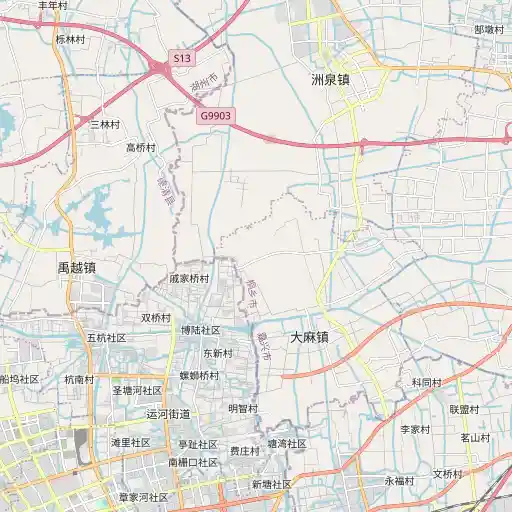 丰年村
栎林村
S13
湖州市
洲泉镇
郜墩村
G9903
三林村
高桥村
德清县
禹越镇
戚家桥村
桐乡市
双桥村
博陆社区
五杭社区
嘉兴市
大麻镇
东新村
船坞社区
杭南村
螺蛳桥村
圣塘河社区
科同村
明智村
联盟村
运河街道
李家村
茗山村
滩里社区
亭趾社区
费庄村
塘湾社区
南栅口社区
文桥村
新塘社区
永福村
章家河社区